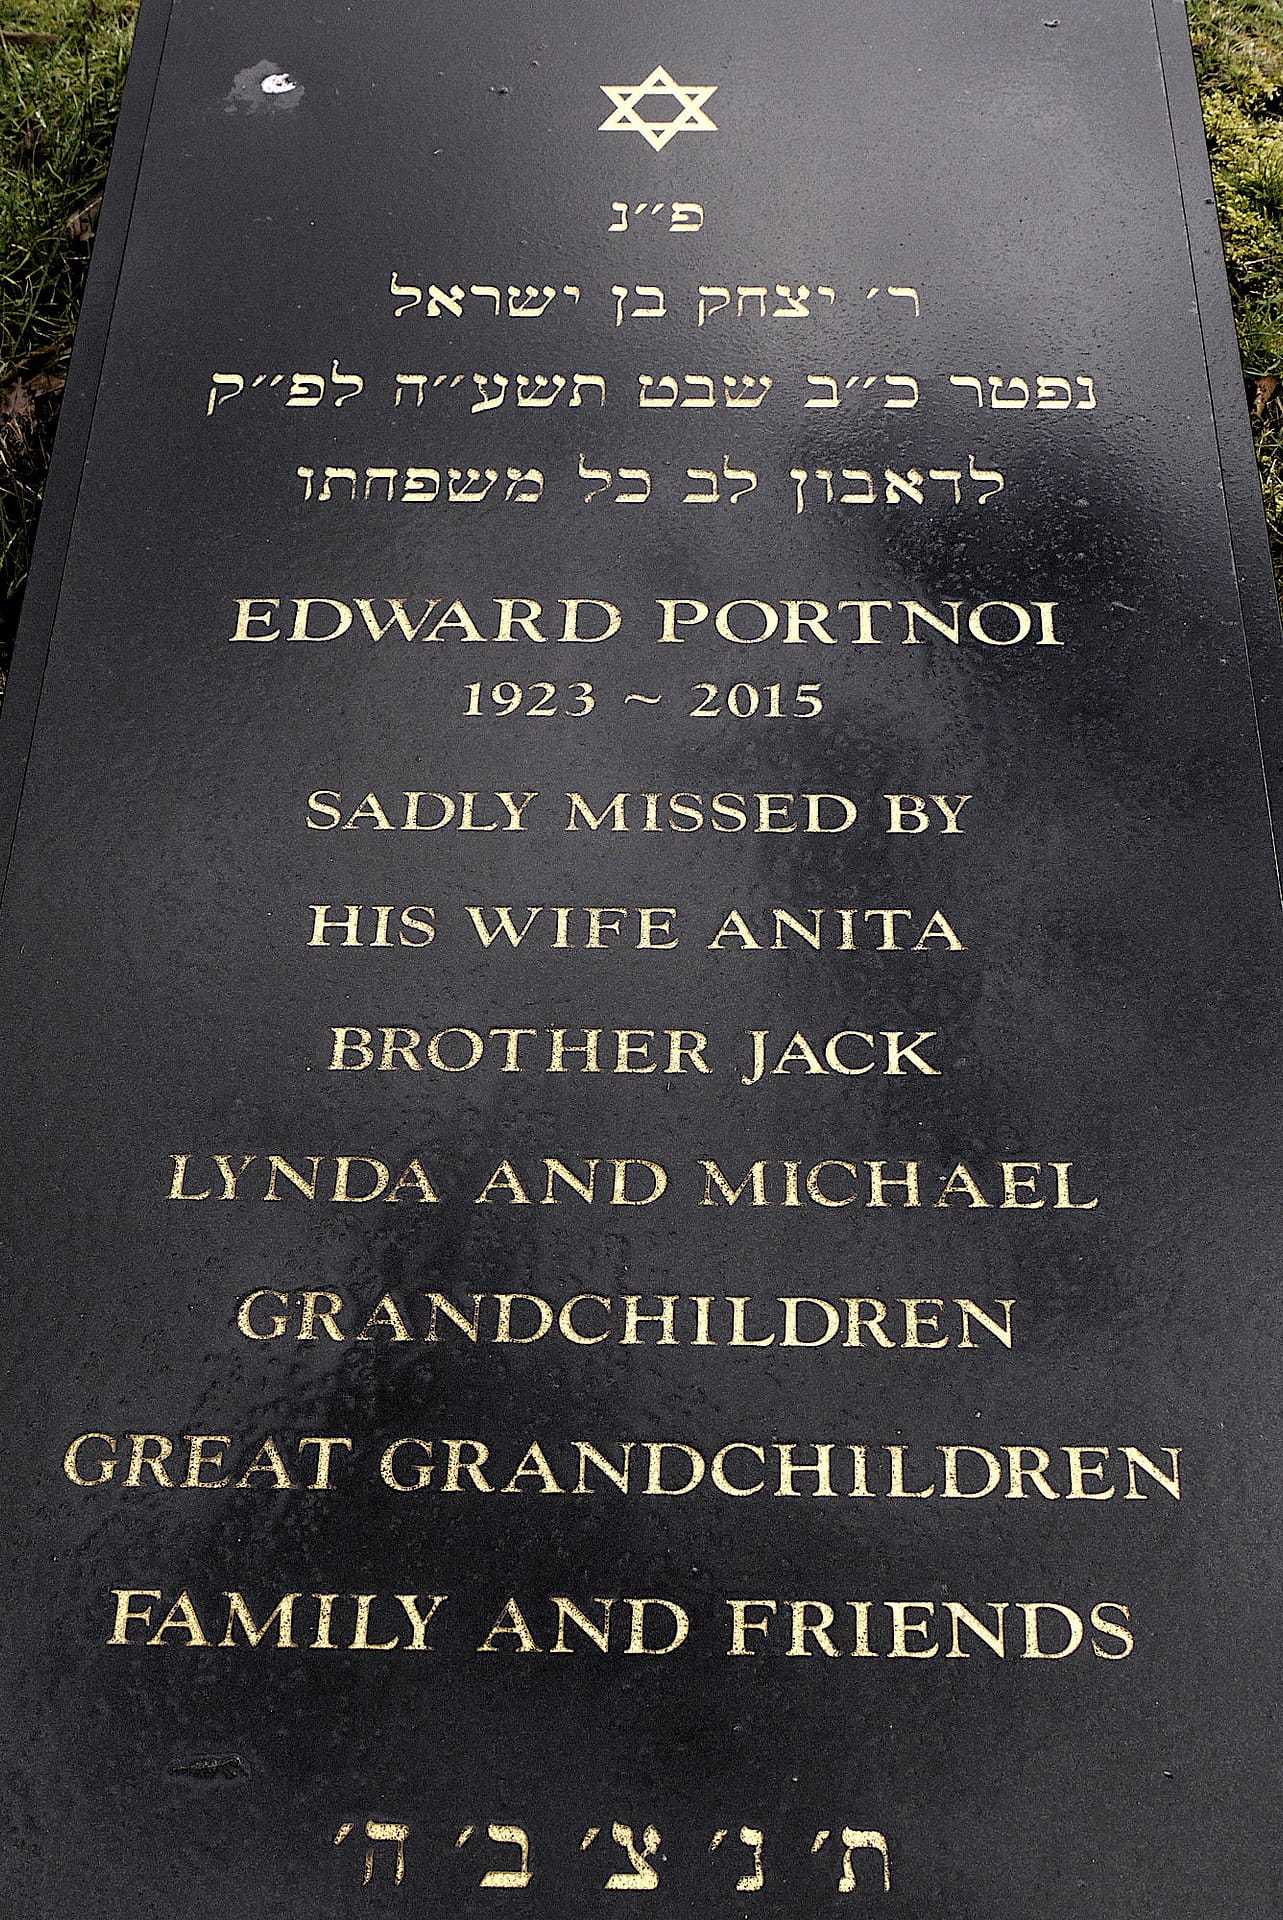 פ״נ
ר׳ יצחק בן ישראל
נפטר כ״ב שבט תשע״ה לפ״ק
לדאבון לב כל משפחתו
EDWARD PORTNOI
1923 ~ 2015
SADLY MISSED BY
HIS WIFE ANITA
BROTHER JACK
LYNDA AND MICHAEL
GRANDCHILDREN
GREAT GRANDCHILDREN
FAMILY AND FRIENDS
ת׳ נ׳ צ׳ ב׳ ה׳